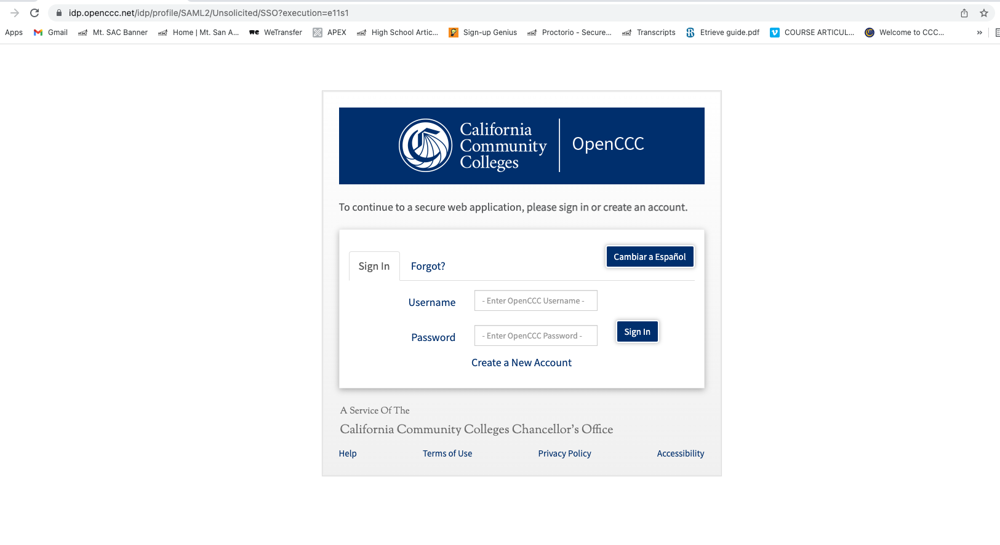 idp.openccc.net/idp/profile/SAML2/Unsolicited/SSO?execution=e11s1
Apps Gmail Mt. SAC Banner Home | Mt. San A... we WeTransfer APEX High School Artic... Sign-up Genius Proctorio - Secure... Transcripts Etrieve guide.pdf COURSE ARTICUL... Welcome to CCC... »
California
Community
Colleges
OpenCCC
To continue to a secure web application, please sign in or create an account.
Cambiar a Español
Sign In Forgot?
Username - Enter OpenCCC Username -
Password - Enter OpenCCC Password - Sign In
Create a New Account
A Service Of The
California Community Colleges Chancellor's Office
Help Terms of Use Privacy Policy Accessibility